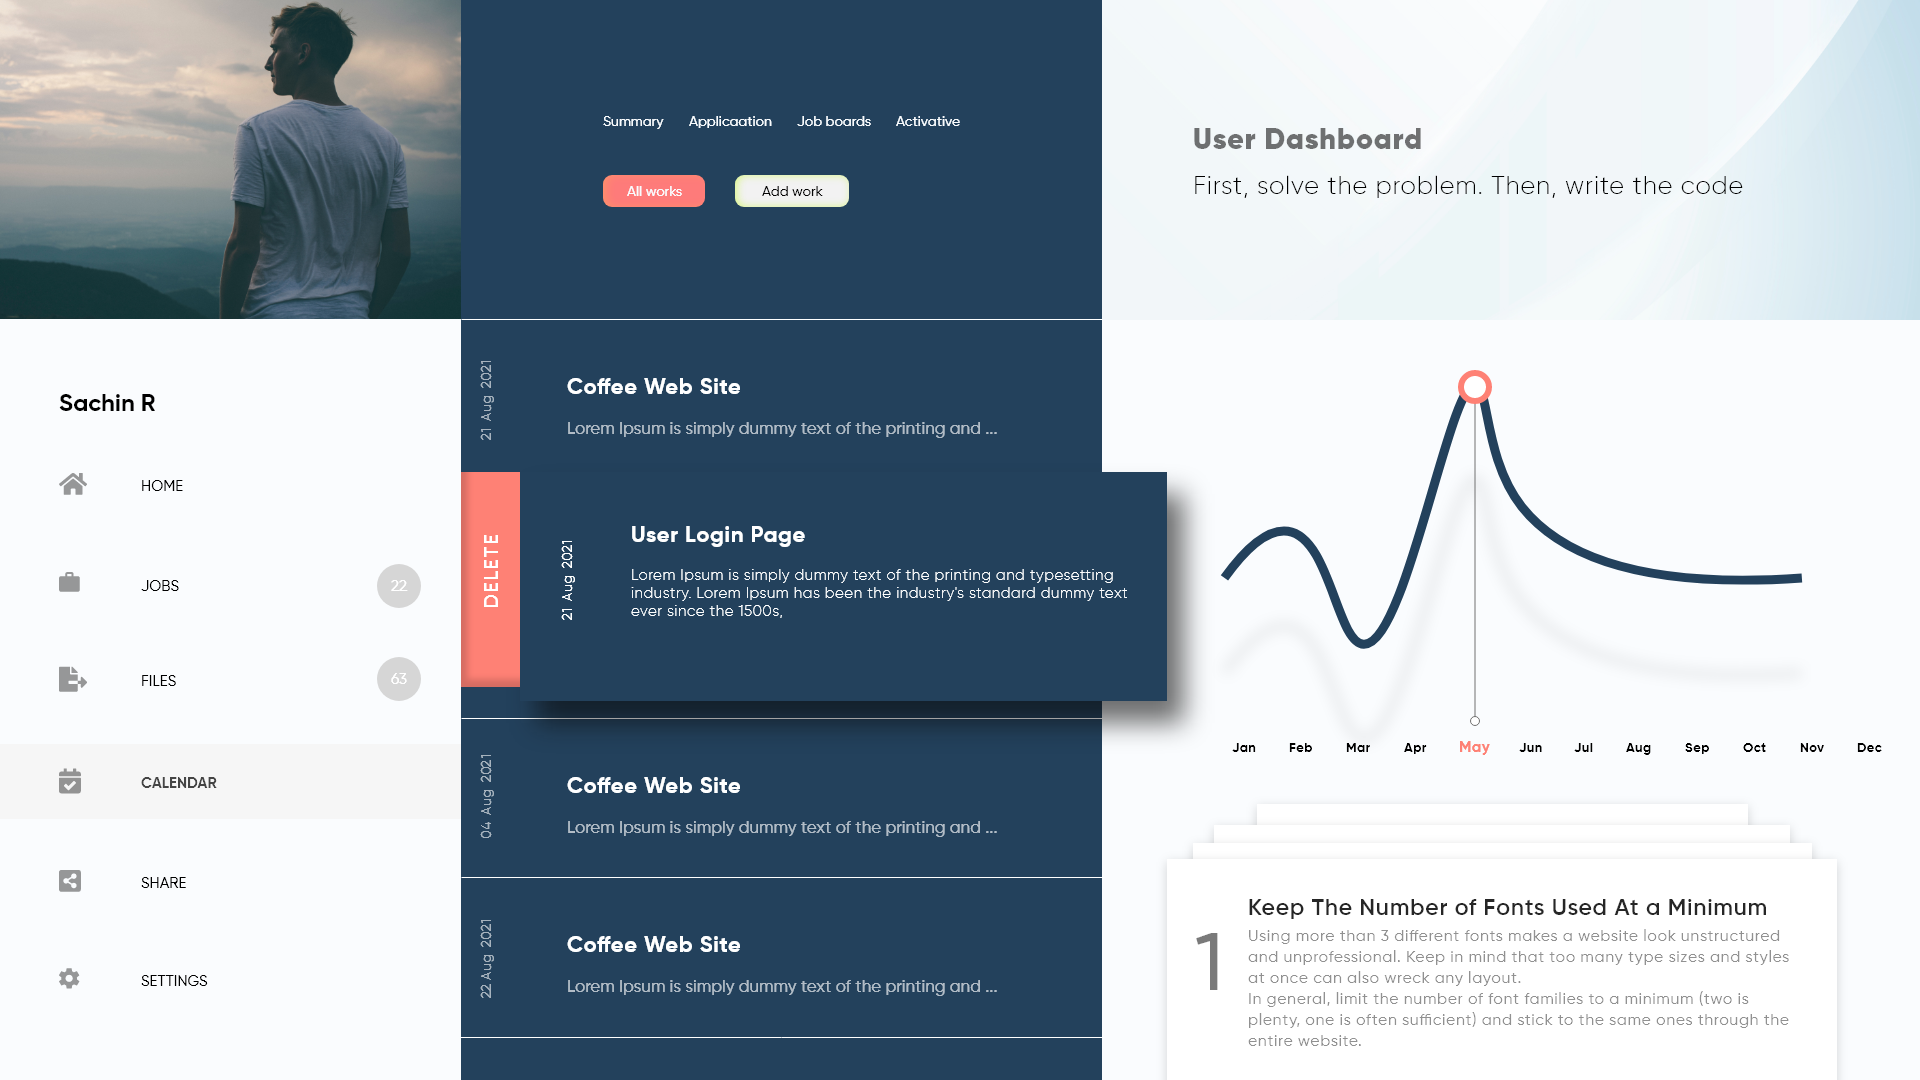 Summary Applicaation Job boards Activative
All works Add work
User Dashboard
First, solve the problem. Then, write the code
Sachin R
HOME
JOBS 22
FILES 63
CALENDAR
SHARE
SETTINGS
21 Aug 2021
Coffee Web Site
Lorem Ipsum is simply dummy text of the printing and ...
DELETE
21 Aug 2021
User Login Page
Lorem Ipsum is simply dummy text of the printing and typesetting
industry. Lorem Ipsum has been the industry's standard dummy text
ever since the 1500s,
04 Aug 2021
Coffee Web Site
Lorem Ipsum is simply dummy text of the printing and ...
22 Aug 2021
Coffee Web Site
Lorem Ipsum is simply dummy text of the printing and ...
Jan Feb Mar Apr May Jun Jul Aug Sep Oct Nov Dec
1
Keep The Number of Fonts Used At a Minimum
Using more than 3 different fonts makes a website look unstructured
and unprofessional. Keep in mind that too many type sizes and styles
at once can also wreck any layout.
In general, limit the number of font families to a minimum (two is
plenty, one is often sufficient) and stick to the same ones through the
entire website.